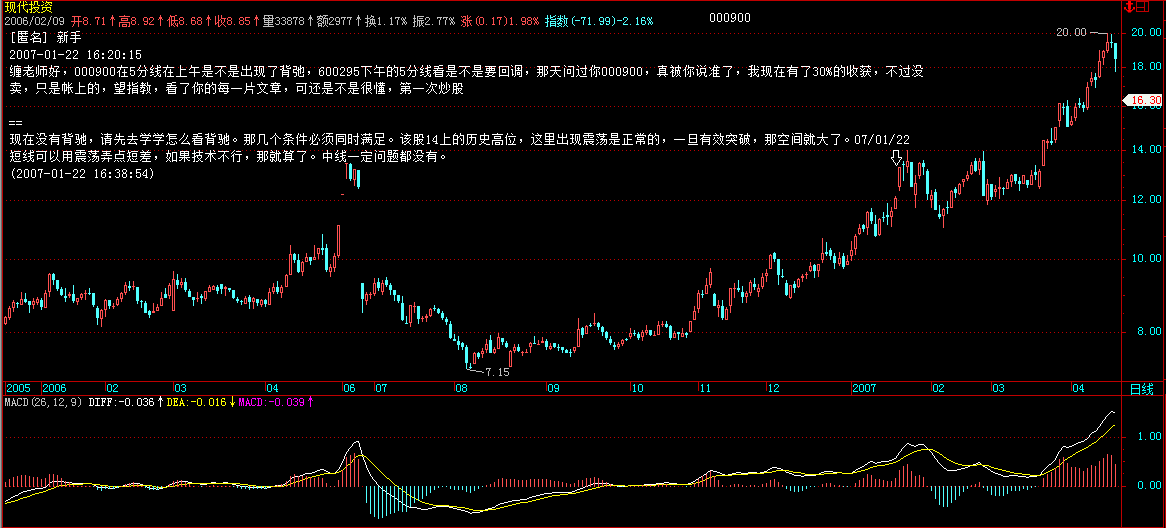 现代投资
2006/02/09 开8.71↑高8.92↑低8.68↑收8.85↑量33878↑额2977↑换1.17% 振2.77% 涨(0.17)1.98% 指数(-71.99)-2.16%
000900
[匿名] 新手
2007-01-22 16:20:15
缠老师好，000900在5分线在上午是不是出现了背弛，600295下午的5分线看是不是要回调，那天问过你000900，真被你说准了，我现在有了30%的收获，不过没
卖，只是帐上的，望指教，看了你的每一片文章，可还是不是很懂，第一次炒股
==
现在没有背驰，请先去学学怎么看背驰。那几个条件必须同时满足。该股14上的历史高位，这里出现震荡是正常的，一旦有效突破，那空间就大了。07/01/22
短线可以用震荡弄点短差，如果技术不行，那就算了。中线一定问题都没有。
(2007-01-22 16:38:54)
20.00
7.15
20.00
18.00
16.30
16.00
14.00
12.00
10.00
8.00
2005 2006 02 03 04 06 07 08 09 10 11 12 2007 02 03 04 日线
MACD(26,12,9) DIFF:-0.036↑DEA:-0.016↓MACD:-0.039↑
1.00
0.00